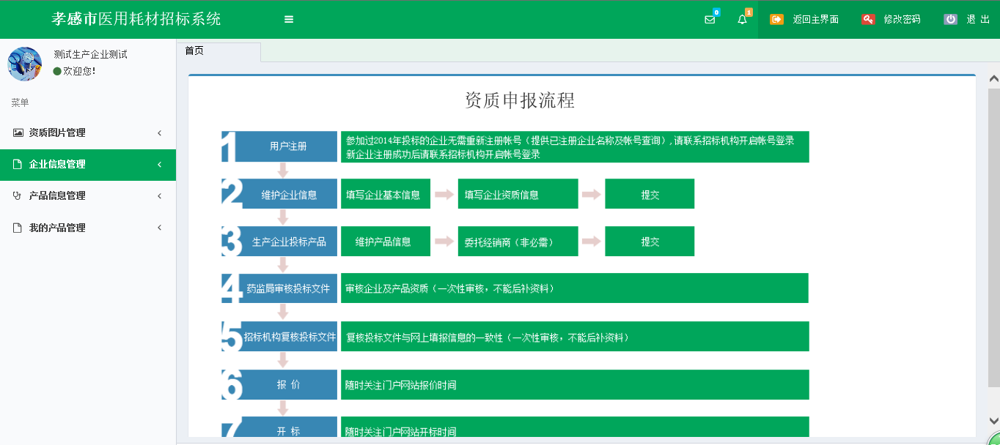 孝感市医用耗材招标系统
0
1
返回主界面
修改密码
退 出
测试生产企业测试
欢迎您!
菜单
资质图片管理
企业信息管理
产品信息管理
我的产品管理
首页
资质申报流程
1 用户注册
参加过2014年投标的企业无需重新注册帐号（提供已注册企业名称及帐号查询）,请联系招标机构开启帐号登录
新企业注册成功后请联系招标机构开启帐号登录
2 维护企业信息
填写企业基本信息
填写企业资质信息
提交
3 生产企业投标产品
维护产品信息
委托经销商（非必需）
提交
4 药监局审核投标文件
审核企业及产品资质（一次性审核，不能后补资料）
5 招标机构复核投标文件
复核投标文件与网上填报信息的一致性（一次性审核，不能后补资料）
6 报 价
随时关注门户网站报价时间
7 开 标
随时关注门户网站开标时间